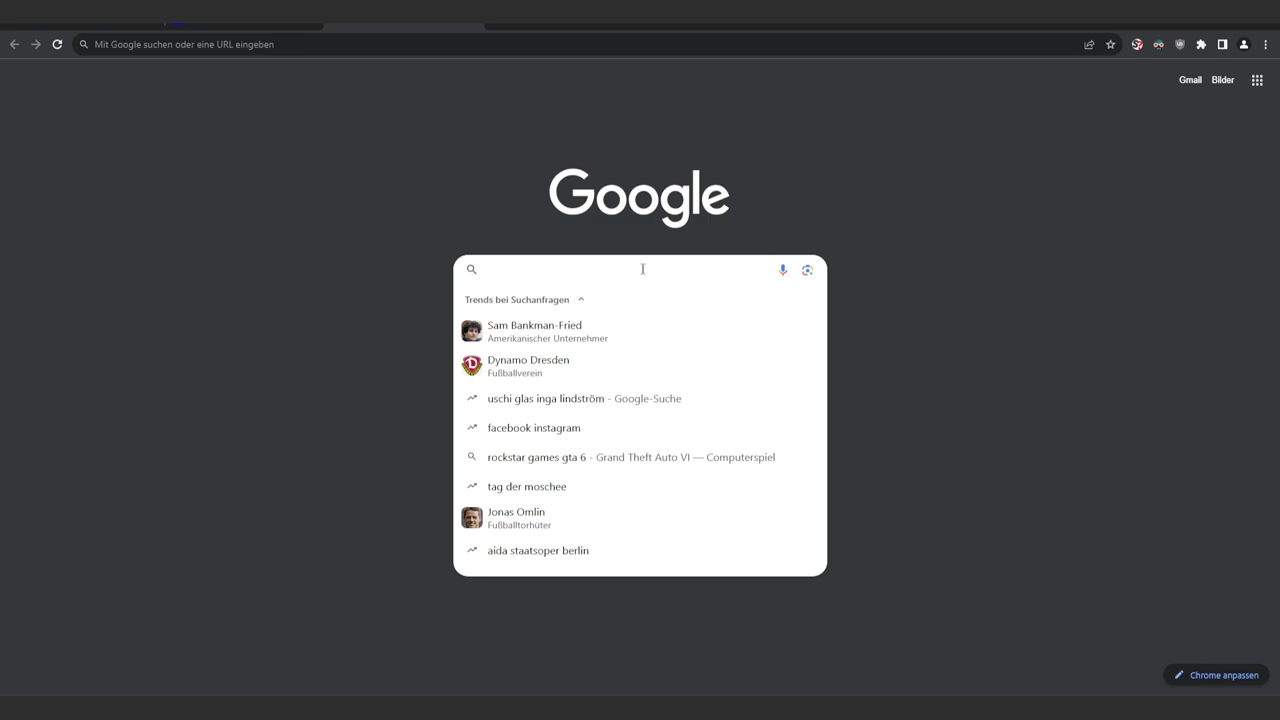 Mit Google suchen oder eine URL eingeben
Gmail Bilder
Google
Trends bei Suchanfragen
Sam Bankman-Fried
Amerikanischer Unternehmer
Dynamo Dresden
Fußballverein
uschi glas inga lindström - Google-Suche
facebook instagram
rockstar games gta 6 - Grand Theft Auto VI — Computerspiel
tag der moschee
Jonas Omlin
Fußballtorhüter
aida staatsoper berlin
Chrome anpassen